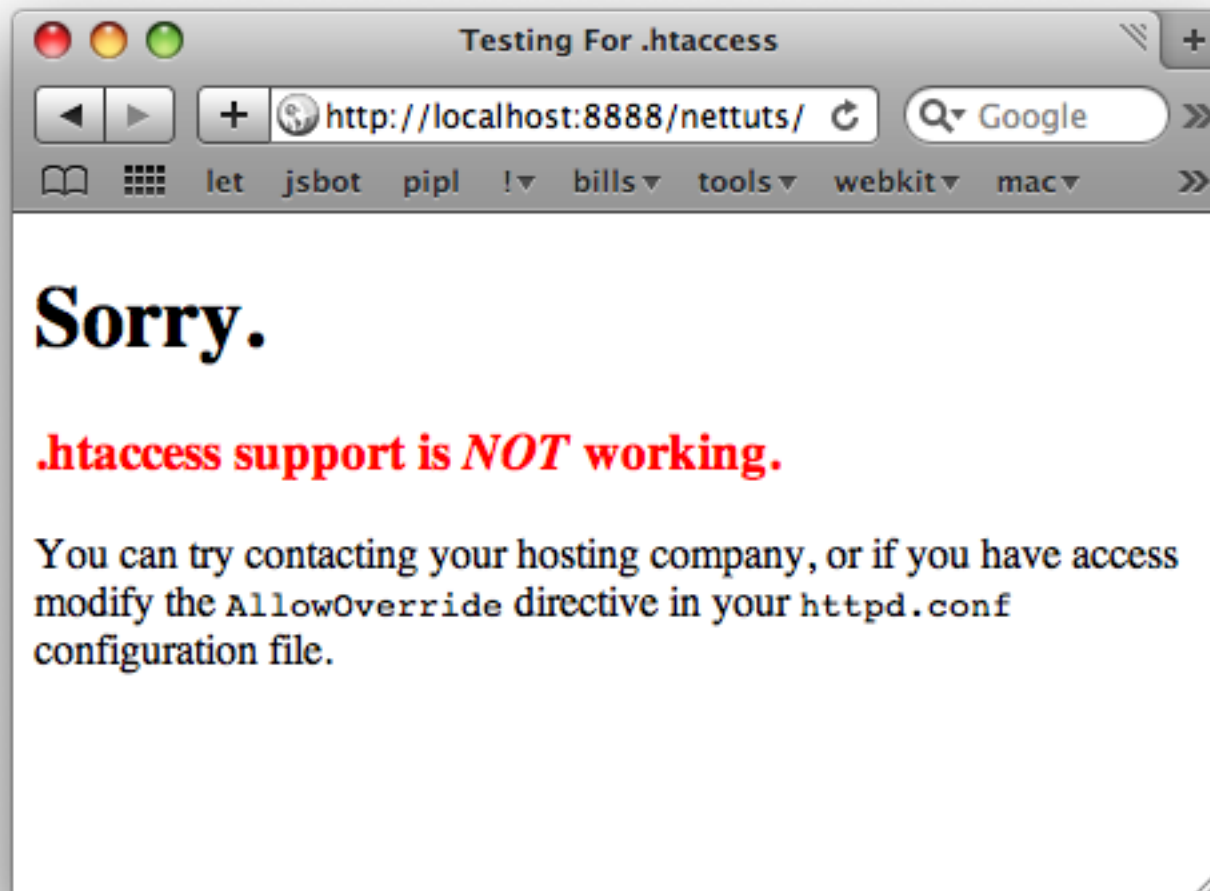 Testing For .htaccess
+
+ http://localhost:8888/nettuts/ Google »
let jsbot pipl !▾ bills▾ tools▾ webkit▾ mac▾ »
Sorry.
.htaccess support is NOT working.
You can try contacting your hosting company, or if you have access
modify the AllowOverride directive in your httpd.conf
configuration file.